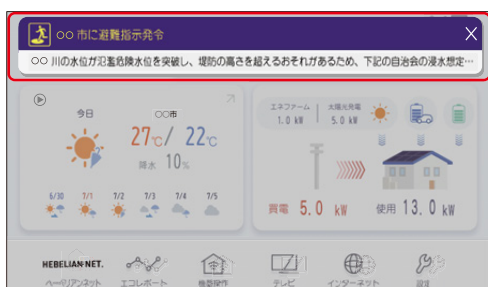 ○○ 市に避難指示発令
○○ 川の水位が氾濫危険水位を突破し、堤防の高さを超えるおそれがあるため、下記の自治会の浸水想定…
今日
○○市
27℃/ 22℃
降水 10%
6/30 7/1 7/2 7/3 7/4 7/5
エネファーム 太陽光発電
1.0 kW 5.0 kW
買電 5.0 kW 使用 13.0 kW
HEBELIAN-NET.
ヘーベリアンネット エコレポート 機器操作 テレビ インターネット 設定